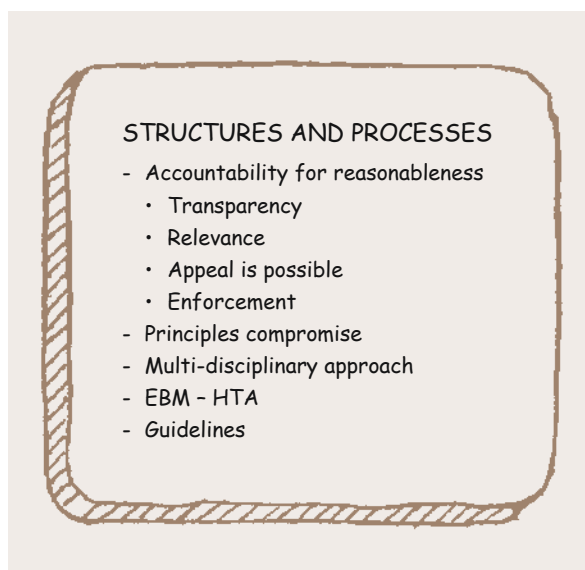 STRUCTURES AND PROCESSES
- Accountability for reasonableness
• Transparency
• Relevance
• Appeal is possible
• Enforcement
- Principles compromise
- Multi-disciplinary approach
- EBM – HTA
- Guidelines